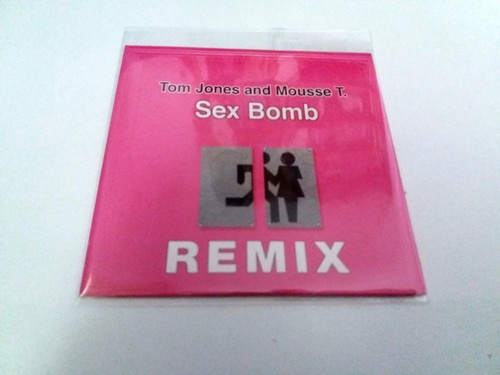 Tom Jones and Mousse T.
Sex Bomb
REMIX